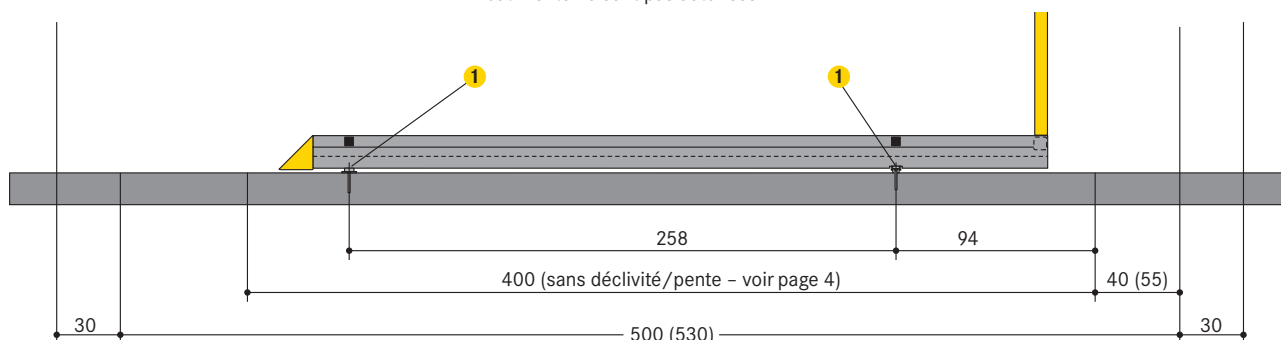 1 1
258 94
400 (sans déclivité/pente – voir page 4) 40 (55)
30 500 (530) 30